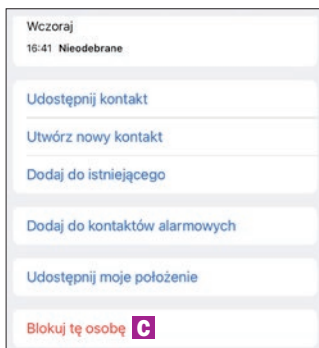 Wczoraj
16:41 Nieodebrane
Udostępnij kontakt
Utwórz nowy kontakt
Dodaj do istniejącego
Dodaj do kontaktów alarmowych
Udostępnij moje położenie
Blokuj tę osobę C